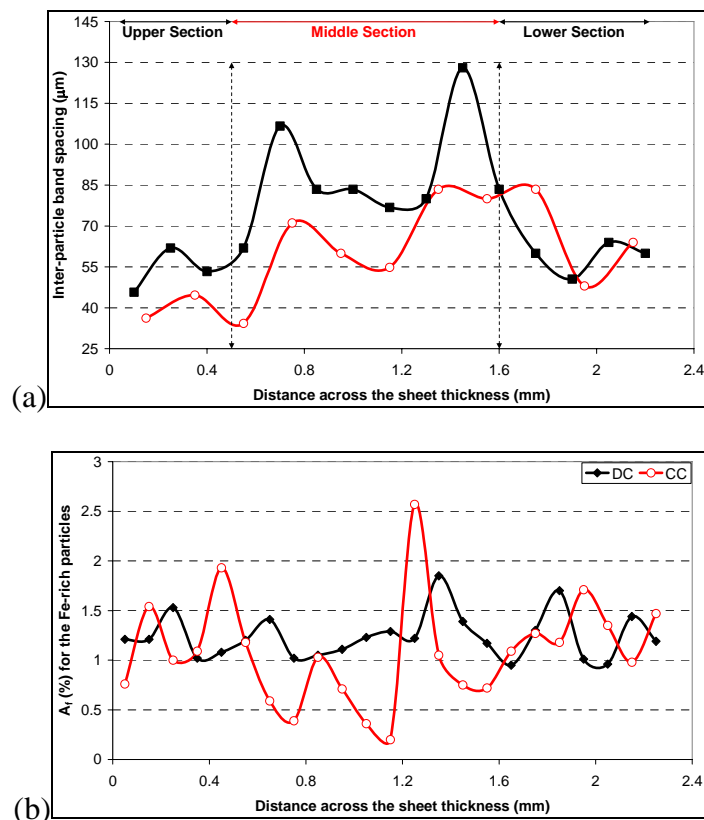 Upper Section Middle Section Lower Section
145
130
115
100
85
70
55
40
25
Inter-particle band spacing (µm)
0 0.4 0.8 1.2 1.6 2 2.4
Distance across the sheet thickness (mm)
(a)
3
2.5
2
1.5
1
0.5
0
A_f (%) for the Fe-rich particles
DC CC
0 0.4 0.8 1.2 1.6 2 2.4
Distance across the sheet thickness (mm)
(b)